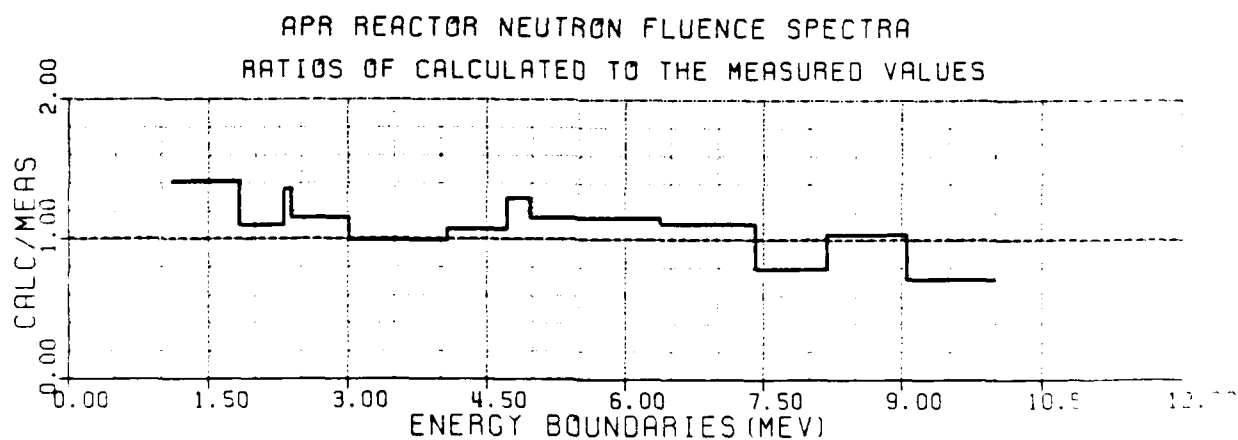 APR REACTOR NEUTRON FLUENCE SPECTRA
RATIOS OF CALCULATED TO THE MEASURED VALUES
2.00
1.00
0.00
CALC/MEAS
0.00 1.50 3.00 4.50 6.00 7.50 9.00
ENERGY BOUNDARIES (MEV)